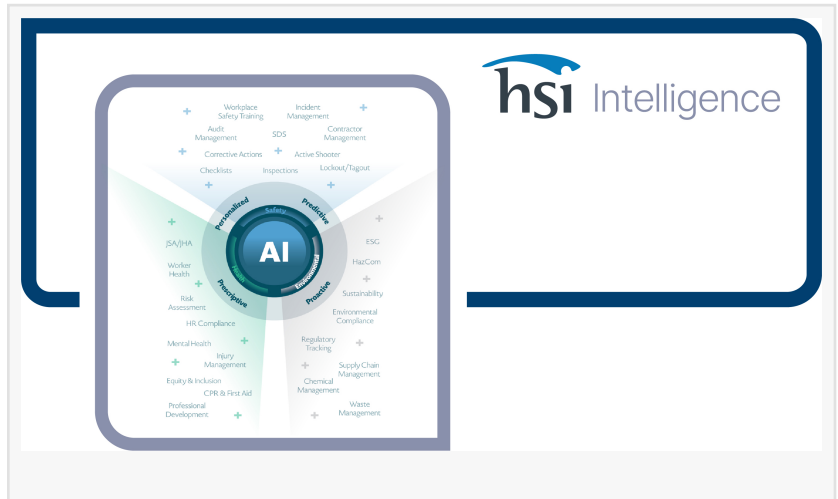 hsi Intelligence
Workplace
Safety Training
Incident
Management
Audit
Management
SDS
Contractor
Management
Corrective Actions
Active Shooter
Checklists
Inspections
Lockout/Tagout
Personalized
Predictive
Safety
AI
Health
Environmental
Prescriptive
Proactive
JSA/JHA
Worker
Health
Risk
Assessment
HR Compliance
Mental Health
Injury
Management
Equity & Inclusion
CPR & First Aid
Professional
Development
ESG
HazCom
Sustainability
Environmental
Compliance
Regulatory
Tracking
Supply Chain
Management
Chemical
Management
Waste
Management